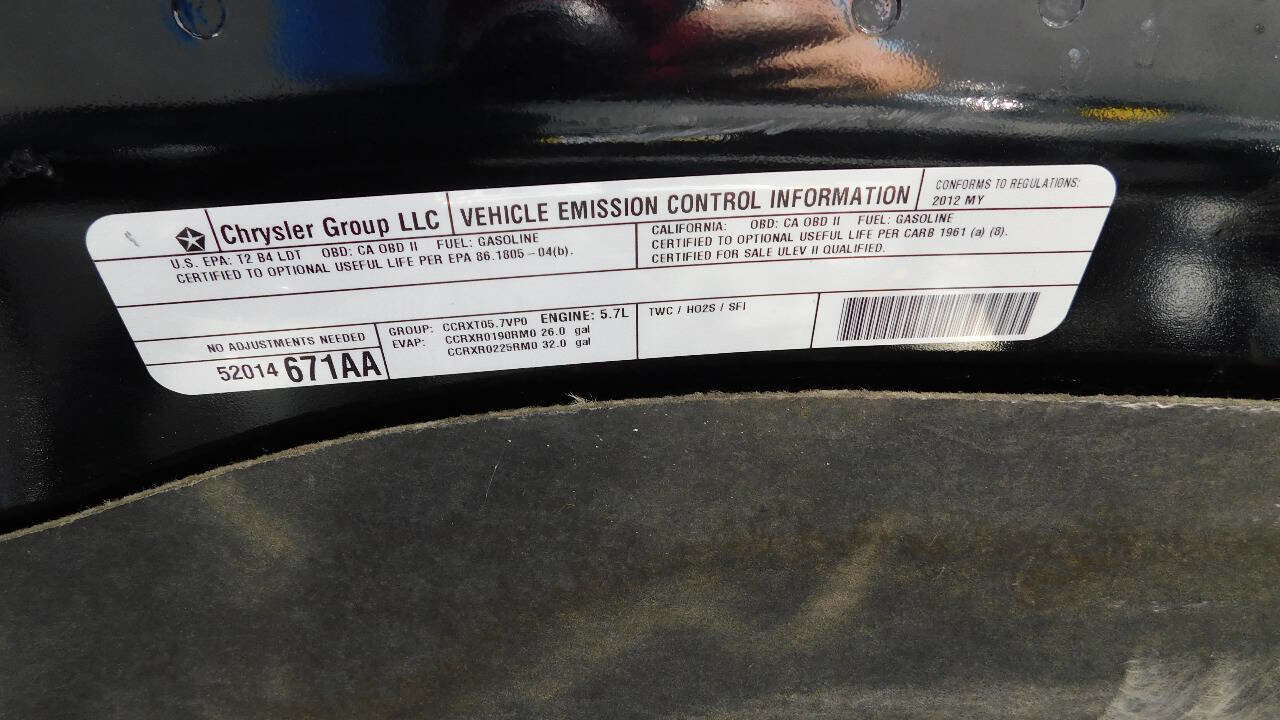 Chrysler Group LLC
VEHICLE EMISSION CONTROL INFORMATION
CONFORMS TO REGULATIONS:
2012 MY
U.S. EPA: T2 B4 LDT OBD: CA OBD II FUEL: GASOLINE
CERTIFIED TO OPTIONAL USEFUL LIFE PER EPA 86.1805-04(b).
CALIFORNIA: OBD: CA OBD II FUEL: GASOLINE
CERTIFIED TO OPTIONAL USEFUL LIFE PER CARB 1961 (a) (8).
CERTIFIED FOR SALE ULEV II QUALIFIED.
NO ADJUSTMENTS NEEDED
52014 671AA
GROUP: CCRXT05.7VP0 ENGINE: 5.7L
EVAP: CCRXR0190RM0 26.0 gal
CCRXR0225RM0 32.0 gal
TWC / HO2S / SFI